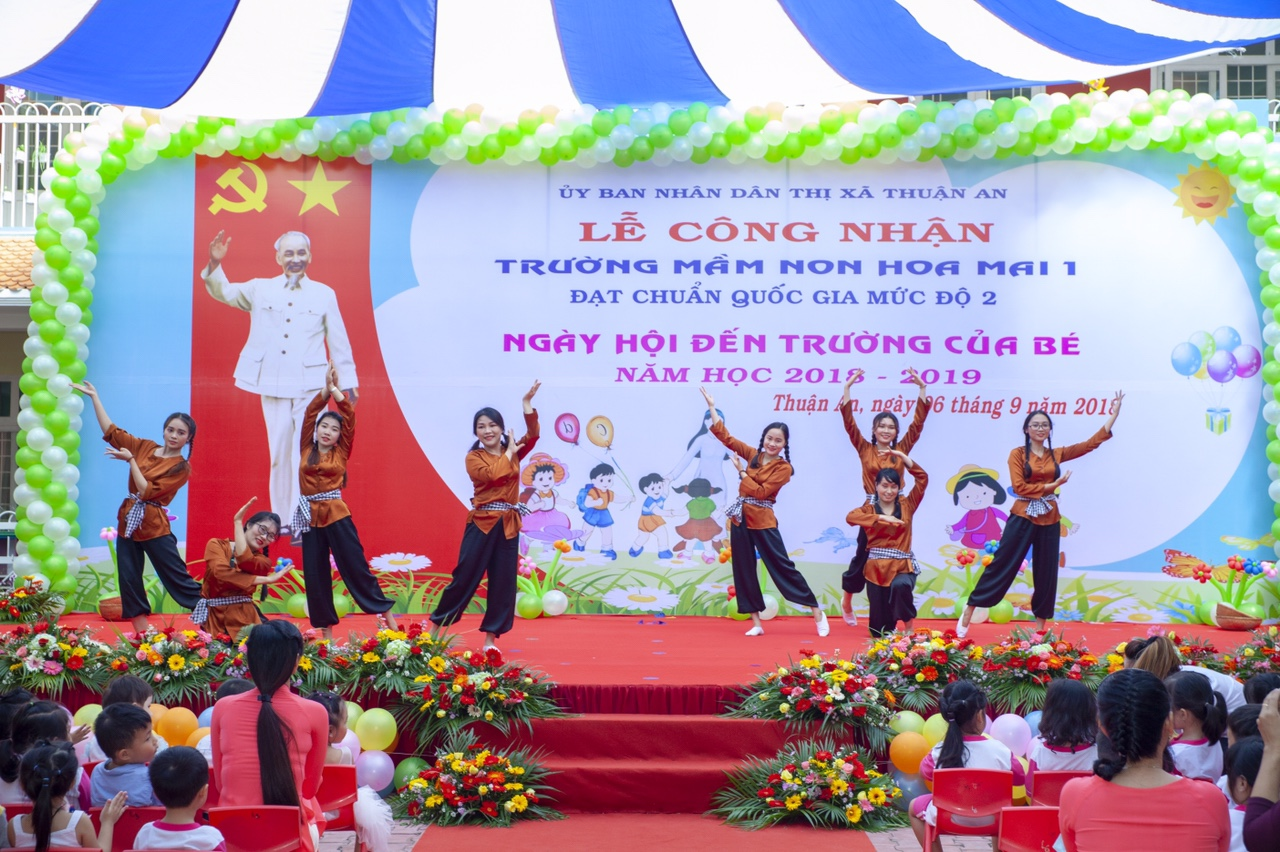 ỦY BAN NHÂN DÂN THỊ XÃ THUẬN AN
LỄ CÔNG NHẬN
TRƯỜNG MẦM NON HOA MAI 1
ĐẠT CHUẨN QUỐC GIA MỨC ĐỘ 2
NGÀY HỘI ĐẾN TRƯỜNG CỦA BÉ
NĂM HỌC 2018 - 2019
Thuận An, ngày 06 tháng 9 năm 2018